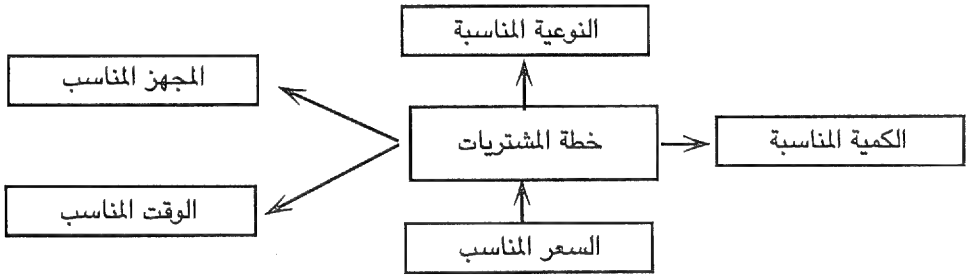 النوعية المناسبة
المجهز المناسب
خطة المشتريات
الكمية المناسبة
الوقت المناسب
السعر المناسب